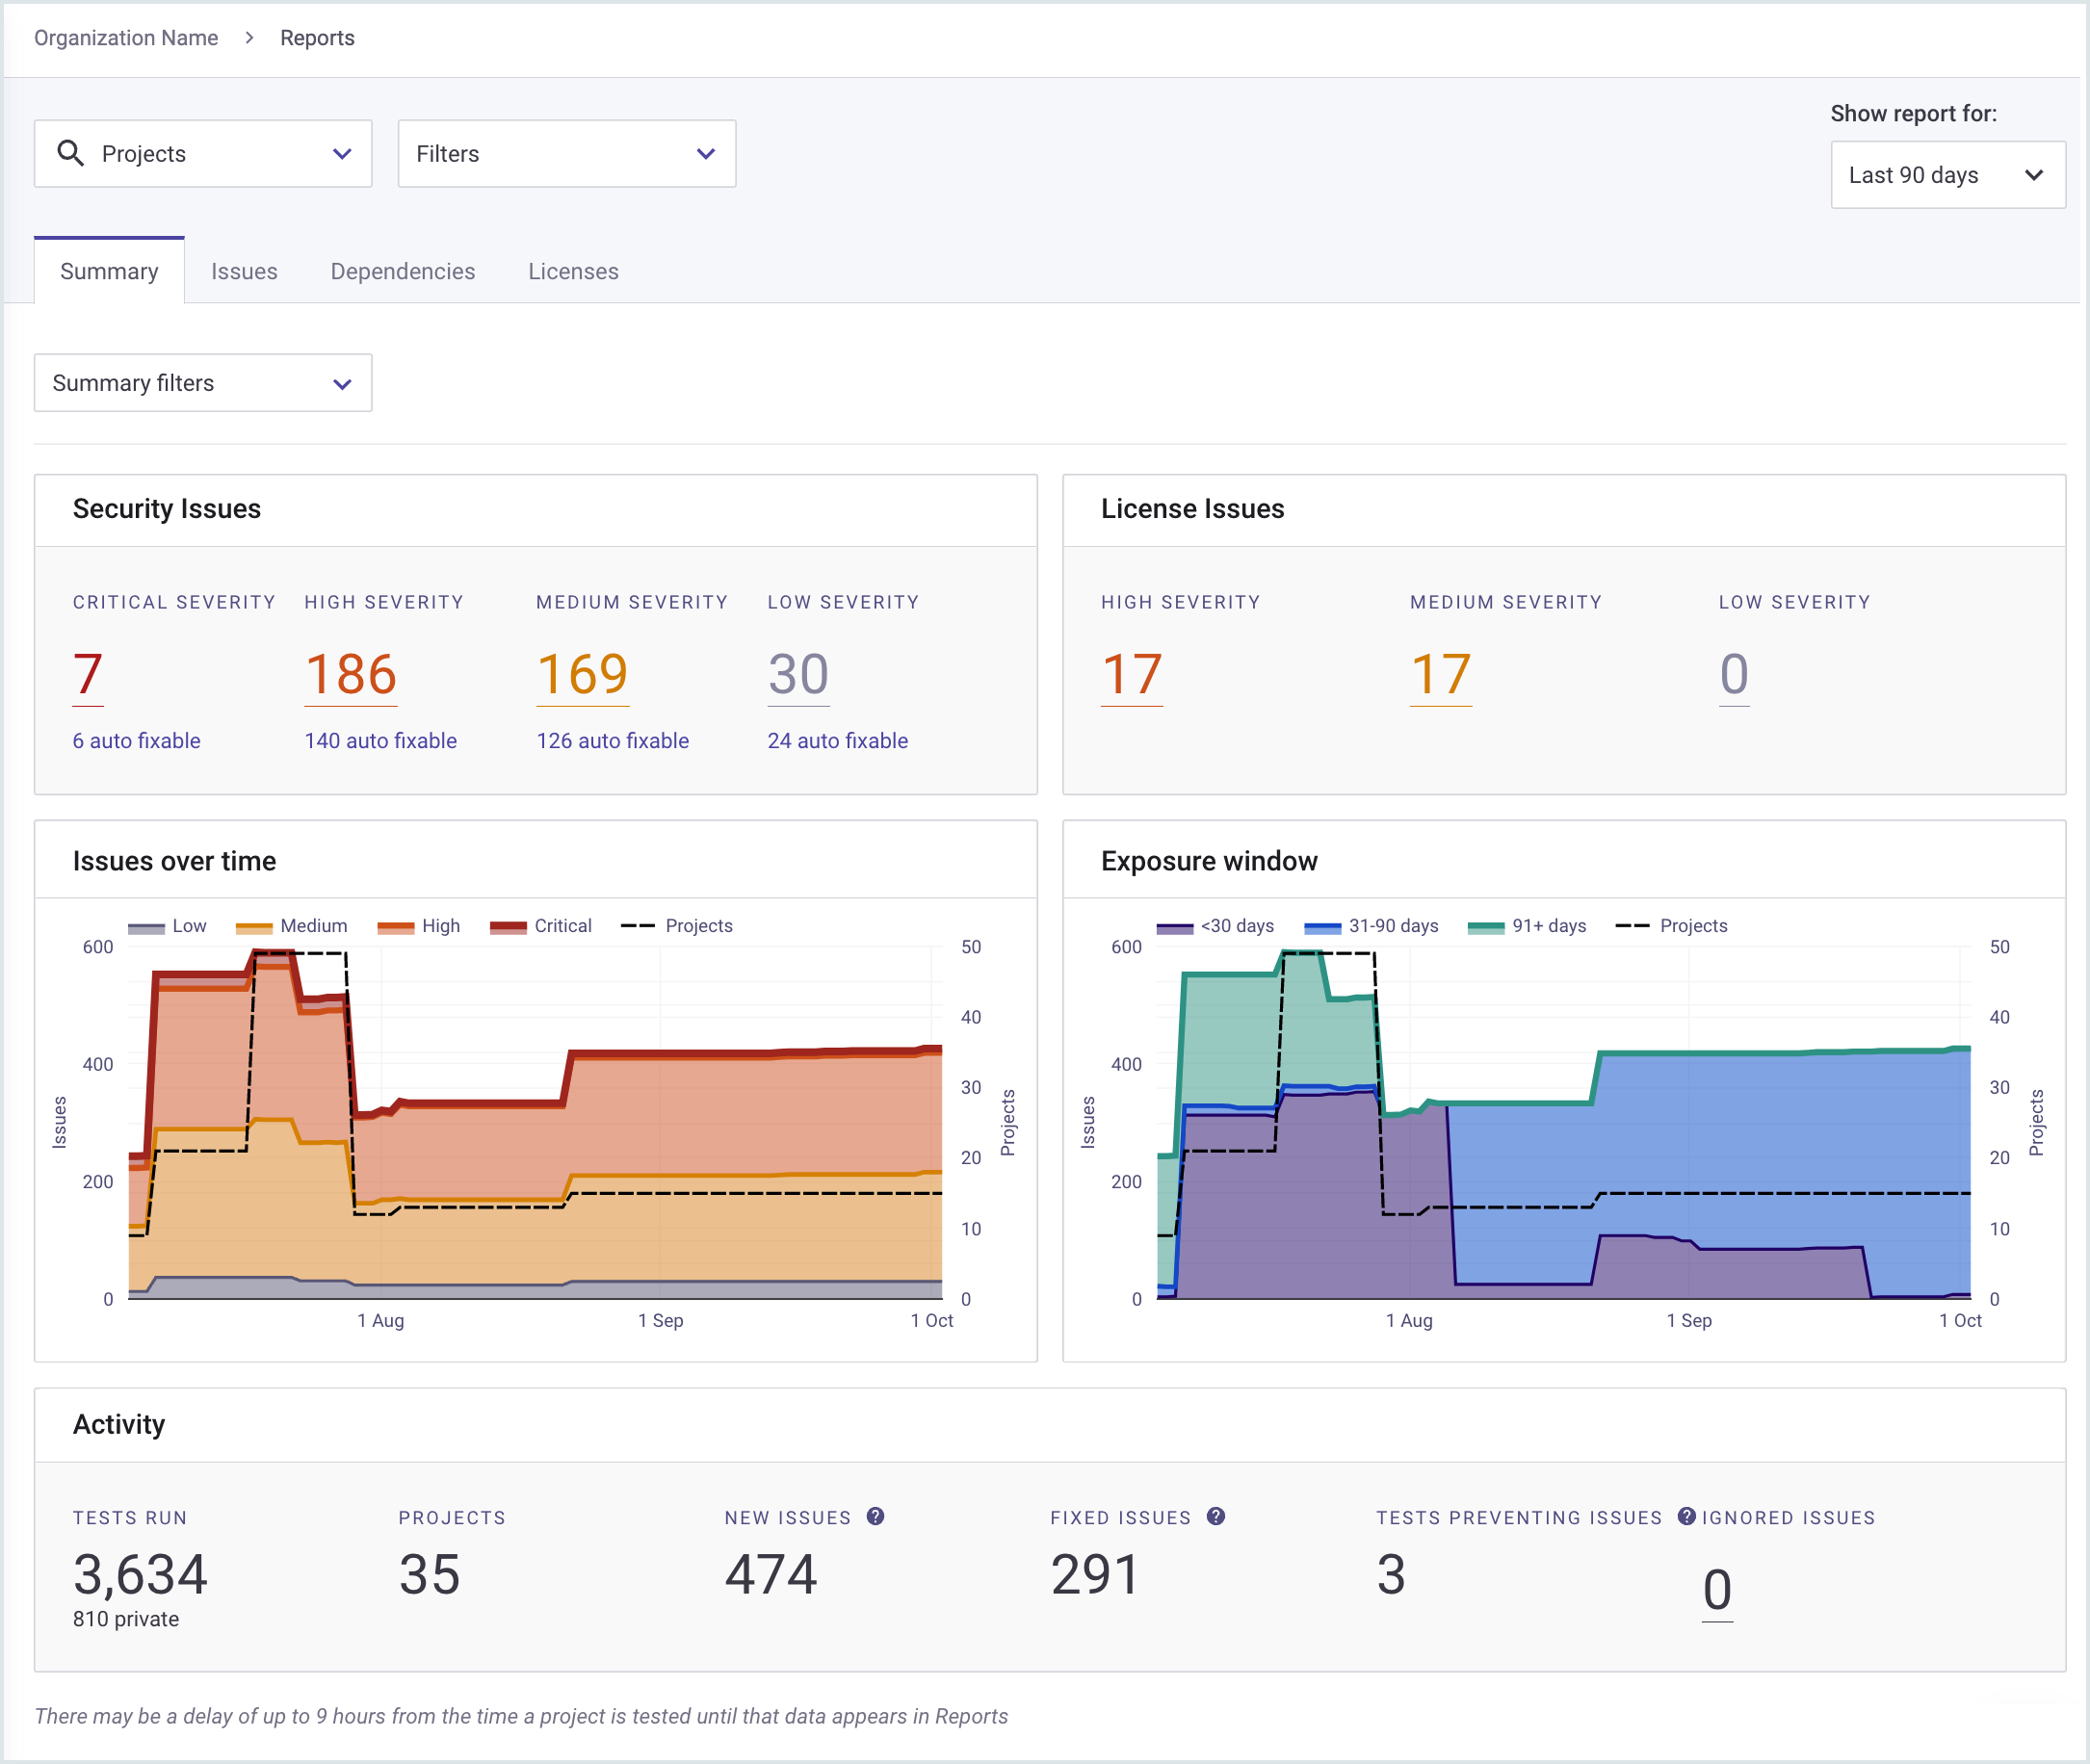 Organization Name > Reports
Show report for:
Projects
Filters
Last 90 days
Summary Issues Dependencies Licenses
Summary filters
Security Issues
CRITICAL SEVERITY HIGH SEVERITY MEDIUM SEVERITY LOW SEVERITY
7 186 169 30
6 auto fixable 140 auto fixable 126 auto fixable 24 auto fixable
License Issues
HIGH SEVERITY MEDIUM SEVERITY LOW SEVERITY
17 17 0
Issues over time
Low Medium High Critical Projects
600 50
40
400
30
Issues
Projects
20
200
10
0 0
1 Aug 1 Sep 1 Oct
Exposure window
<30 days 31-90 days 91+ days Projects
600 50
40
400
30
Issues
Projects
20
200
10
0 0
1 Aug 1 Sep 1 Oct
Activity
TESTS RUN PROJECTS NEW ISSUES ? FIXED ISSUES ? TESTS PREVENTING ISSUES ? IGNORED ISSUES
3,634 35 474 291 3 0
810 private
There may be a delay of up to 9 hours from the time a project is tested until that data appears in Reports